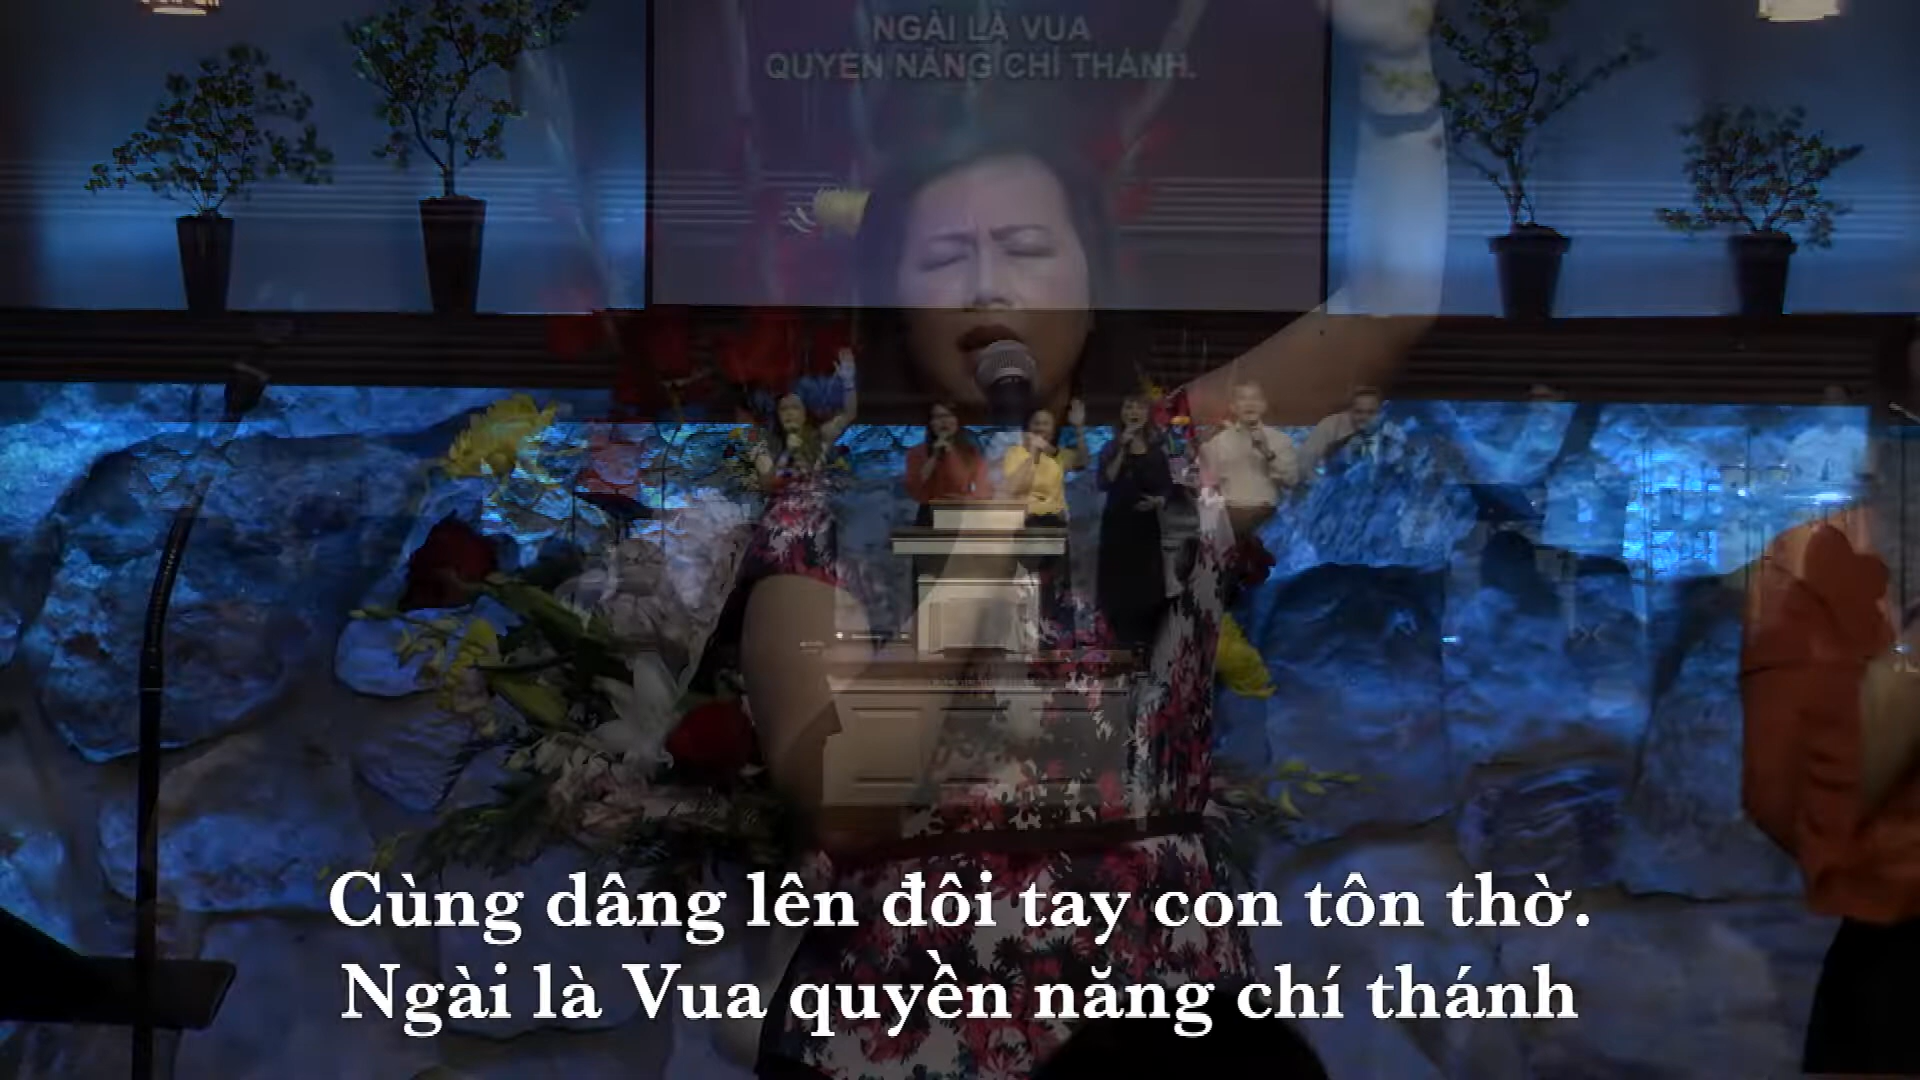 NGÀI LÀ VUA
QUYỀN NĂNG CHÍ THÁNH.
Cùng dâng lên đôi tay con tôn thờ.
Ngài là Vua quyền năng chí thánh